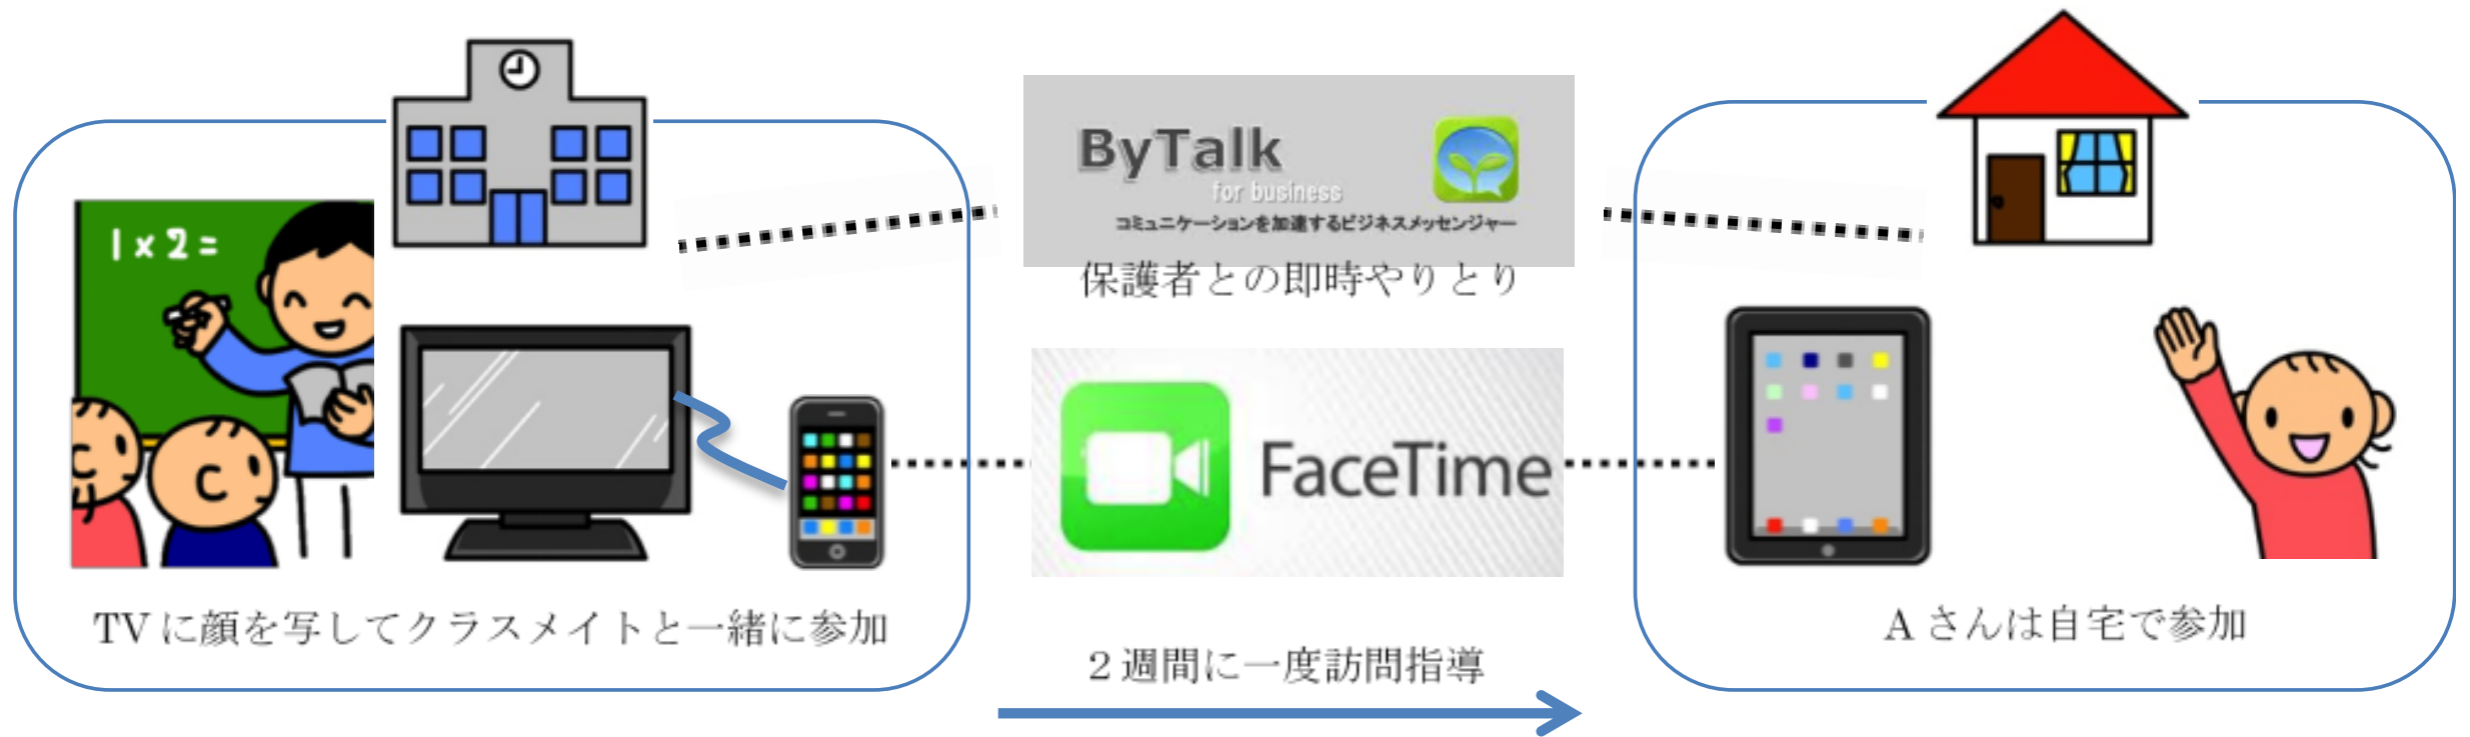 1 x 2 =
TVに顔を写してクラスメイトと一緒に参加
ByTalk
for business
コミュニケーションを加速するビジネスメッセンジャー
保護者との即時やりとり
FaceTime
２週間に一度訪問指導
Aさんは自宅で参加